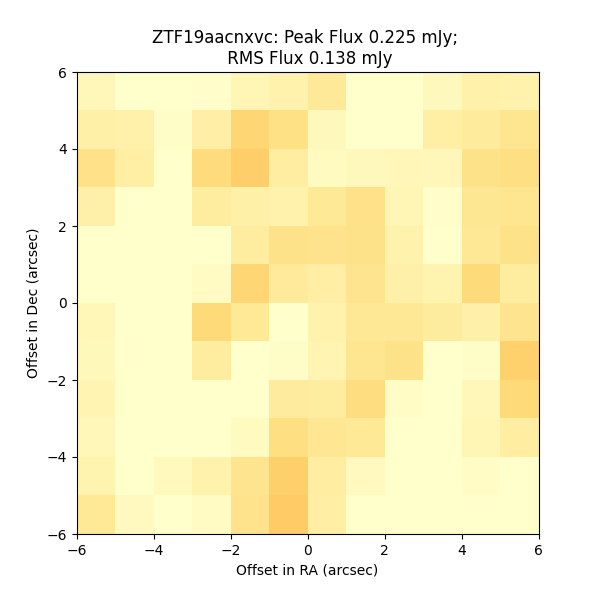 ZTF19aacnxvc: Peak Flux 0.225 mJy;
RMS Flux 0.138 mJy
6
4
2
0
−2
−4
−6
Offset in Dec (arcsec)
−6 −4 −2 0 2 4 6
Offset in RA (arcsec)